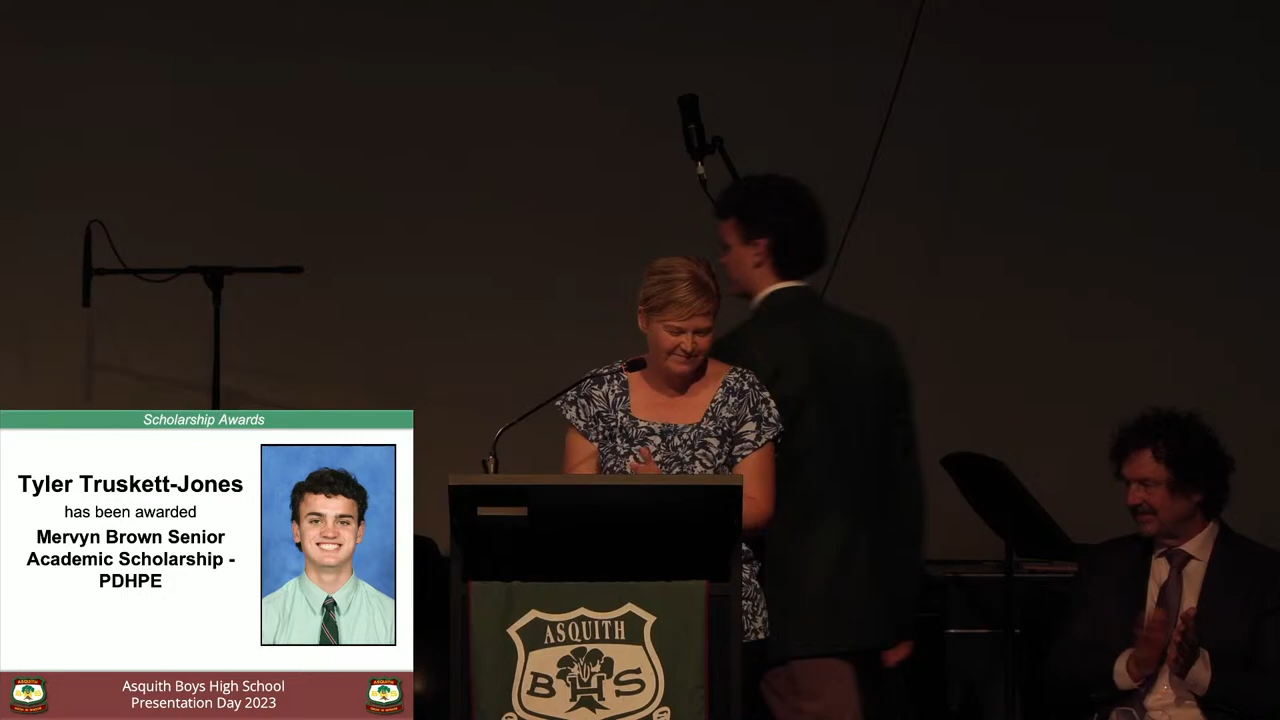 Scholarship Awards
Tyler Truskett-Jones
has been awarded
Mervyn Brown Senior
Academic Scholarship -
PDHPE
Asquith Boys High School
Presentation Day 2023
ASQUITH
BHS